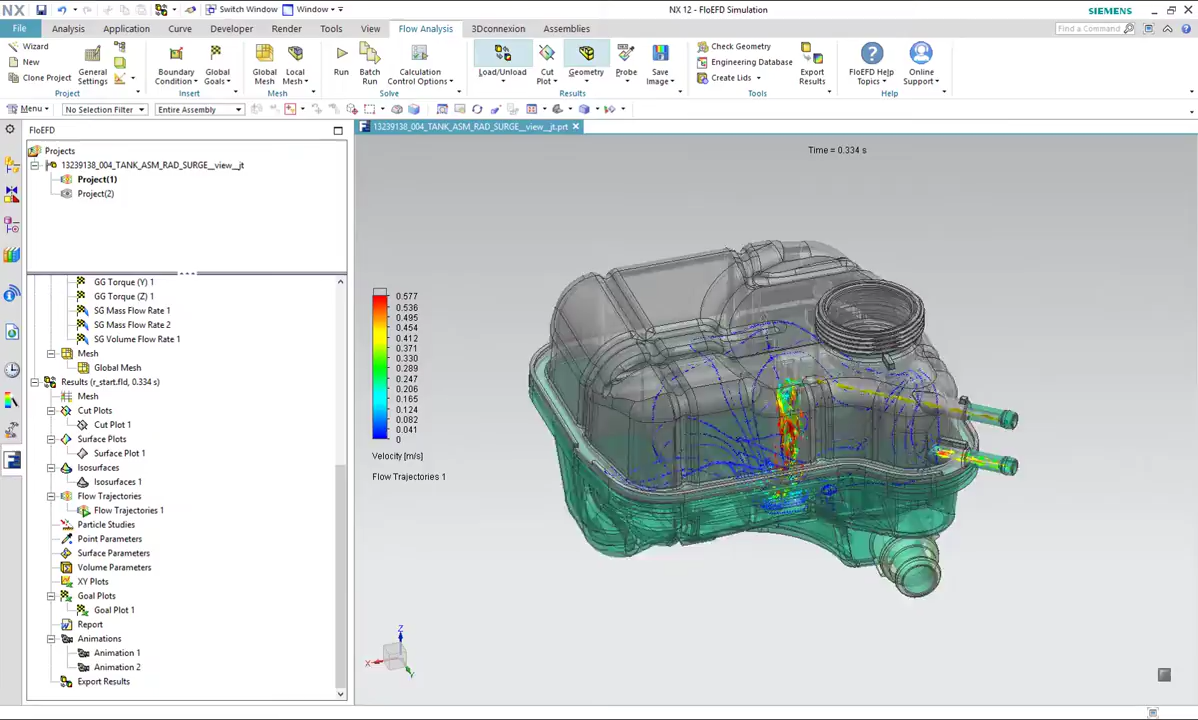 NX
Switch Window
Window
NX 12 - FloEFD Simulation
SIEMENS
File
Analysis
Application
Curve
Developer
Render
Tools
View
Flow Analysis
3Dconnexion
Assemblies
Find a Command
Wizard
New
Clone Project
General Settings
Project
Boundary Condition
Global Goals
Insert
Global Mesh
Local Mesh
Mesh
Run
Batch Run
Calculation Control Options
Solve
Load/Unload
Cut Plot
Geometry
Probe
Save Image
Results
Check Geometry
Engineering Database
Create Lids
Export Results
Tools
FloEFD Help Topics
Online Support
Help
Menu
No Selection Filter
Entire Assembly
FloEFD
13239138_004_TANK_ASM_RAD_SURGE__view__jt.prt
Projects
13239138_004_TANK_ASM_RAD_SURGE__view__jt
Project(1)
Project(2)
GG Torque (Y) 1
GG Torque (Z) 1
SG Mass Flow Rate 1
SG Mass Flow Rate 2
SG Volume Flow Rate 1
Mesh
Global Mesh
Results (r_start.fld, 0.334 s)
Mesh
Cut Plots
Cut Plot 1
Surface Plots
Surface Plot 1
Isosurfaces
Isosurfaces 1
Flow Trajectories
Flow Trajectories 1
Particle Studies
Point Parameters
Surface Parameters
Volume Parameters
XY Plots
Goal Plots
Goal Plot 1
Report
Animations
Animation 1
Animation 2
Export Results
Time = 0.334 s
0.577
0.536
0.495
0.454
0.412
0.371
0.330
0.289
0.247
0.206
0.165
0.124
0.082
0.041
0
Velocity [m/s]
Flow Trajectories 1
Z
X
Y